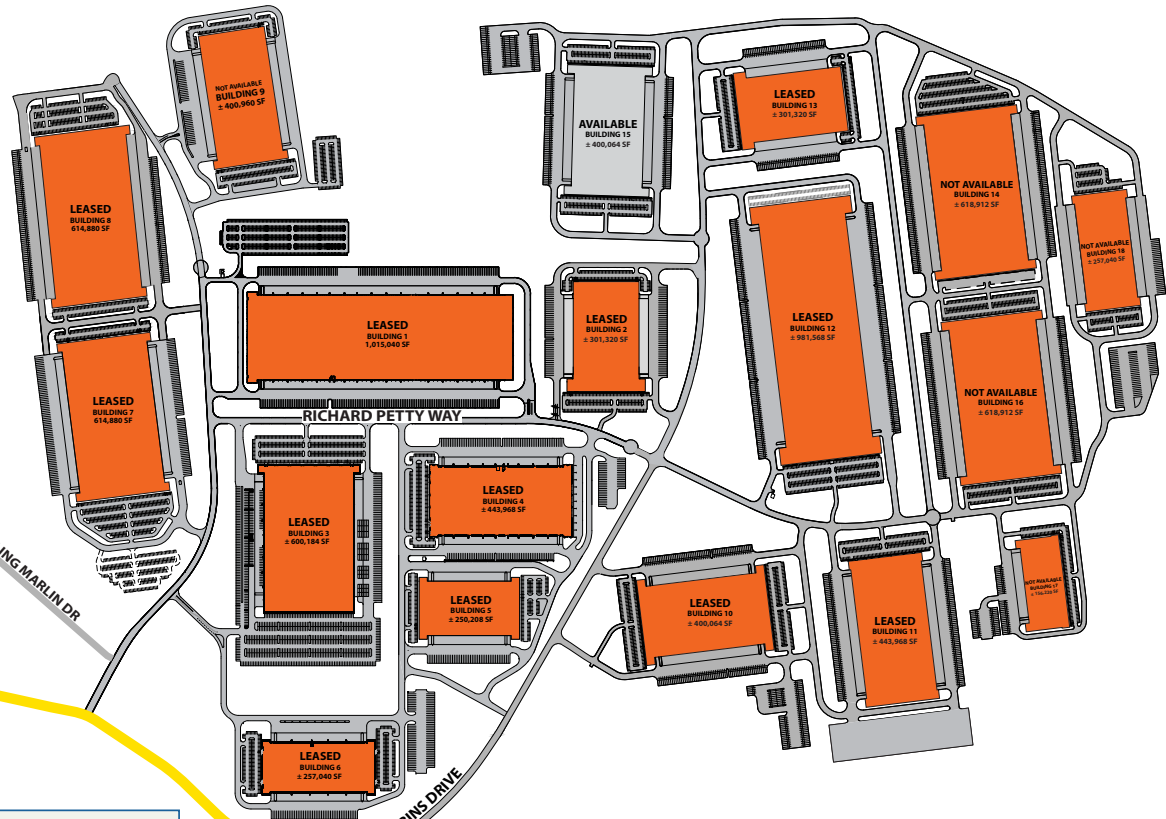 NOT AVAILABLE
BUILDING 9
± 400,960 SF
AVAILABLE
BUILDING 15
± 400,064 SF
LEASED
BUILDING 13
± 301,320 SF
LEASED
BUILDING 8
614,880 SF
NOT AVAILABLE
BUILDING 14
± 618,912 SF
NOT AVAILABLE
BUILDING 18
± 257,040 SF
LEASED
BUILDING 1
1,015,040 SF
LEASED
BUILDING 2
± 301,320 SF
LEASED
BUILDING 12
± 981,568 SF
LEASED
BUILDING 7
614,880 SF
NOT AVAILABLE
BUILDING 16
± 618,912 SF
RICHARD PETTY WAY
LEASED
BUILDING 3
± 600,184 SF
LEASED
BUILDING 4
± 443,968 SF
LEASED
BUILDING 5
± 250,208 SF
LEASED
BUILDING 10
± 400,064 SF
LEASED
BUILDING 11
± 443,968 SF
NOT AVAILABLE
BUILDING 17
ING MARLIN DR
LEASED
BUILDING 6
± 257,040 SF
BINS DRIVE